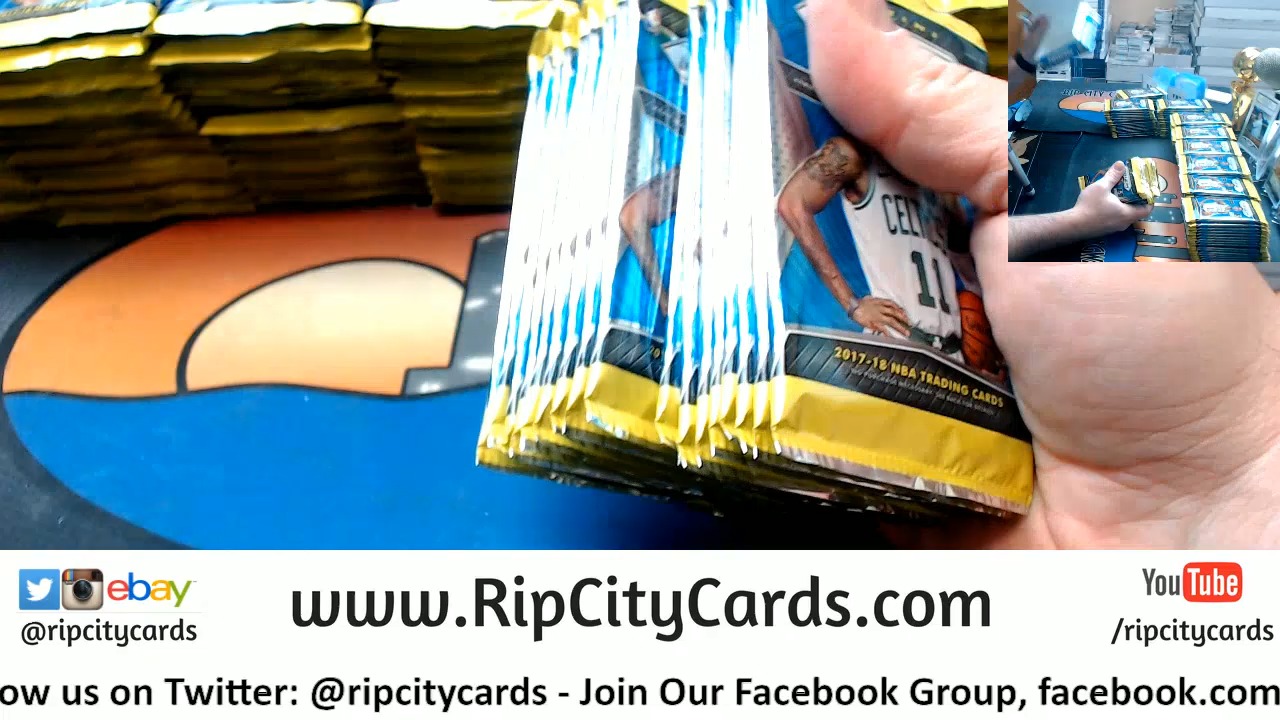 CELT
11
2017-18 NBA TRADING CARDS
ebay
@ripcitycards
www.RipCityCards.com
YouTube
/ripcitycards
ow us on Twitter: @ripcitycards - Join Our Facebook Group, facebook.com